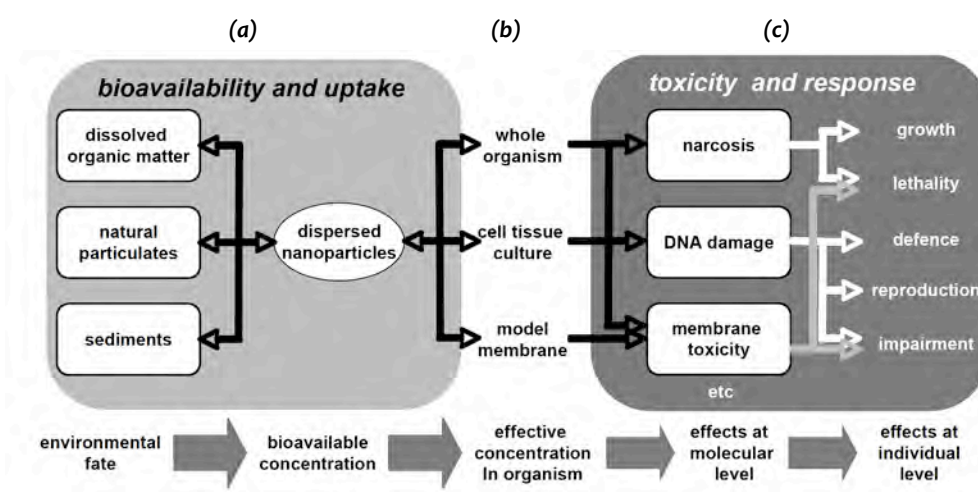 (a) (b) (c)
bioavailability and uptake
toxicity and response
dissolved
organic matter
natural
particulates
sediments
dispersed
nanoparticles
whole
organism
cell tissue
culture
model
membrane
narcosis
DNA damage
membrane
toxicity
etc
growth
lethality
defence
reproduction
impairment
environmental
fate
bioavailable
concentration
effective
concentration
In organism
effects at
molecular
level
effects at
individual
level